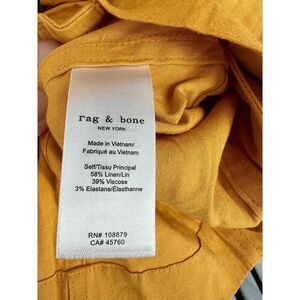 rag & bone
NEW YORK
Made in Vietnam/
Fabriqué au Vietnam
Self/Tissu Principal
58% Linen/Lin
39% Viscose
3% Elastane/Élasthanne
RN# 108879
CA# 45760